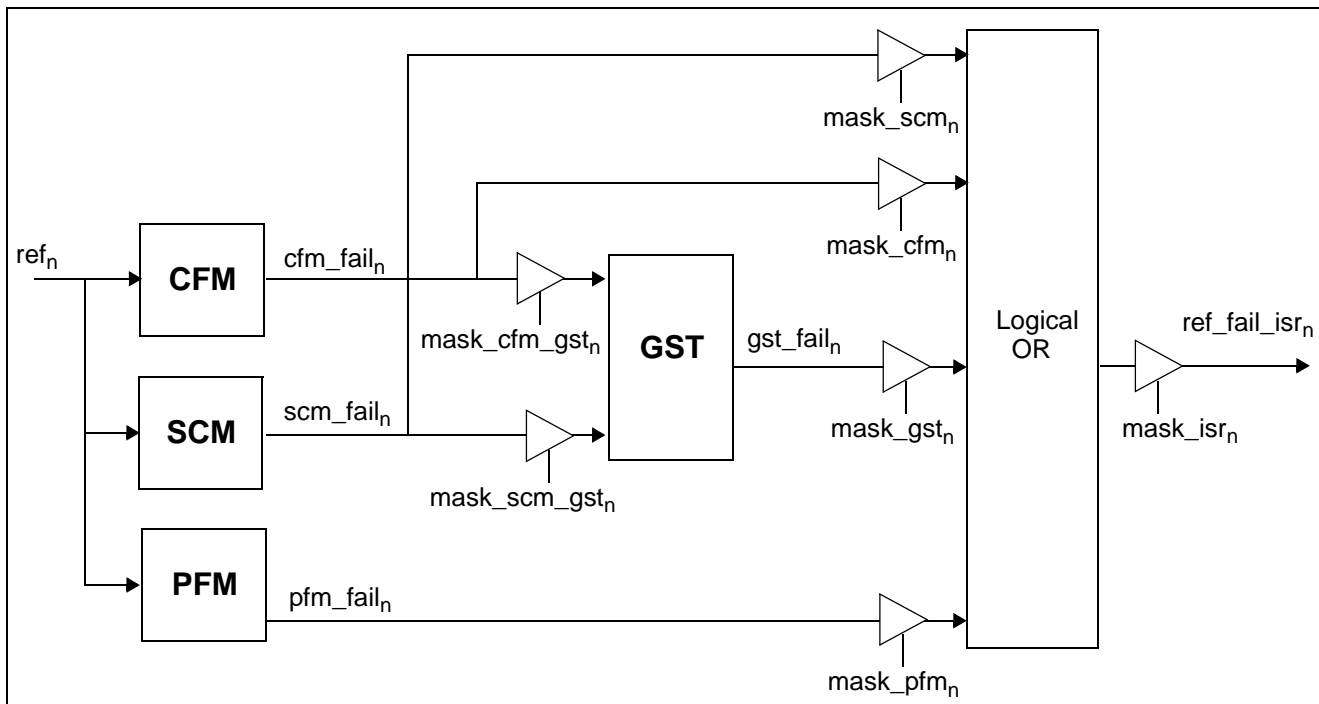 mask_scmn
mask_cfmn
refn
CFM
cfm_failn
mask_cfm_gstn
GST
gst_failn
mask_gstn
Logical
OR
ref_fail_isrn
mask_isrn
SCM
scm_failn
mask_scm_gstn
PFM
pfm_failn
mask_pfmn